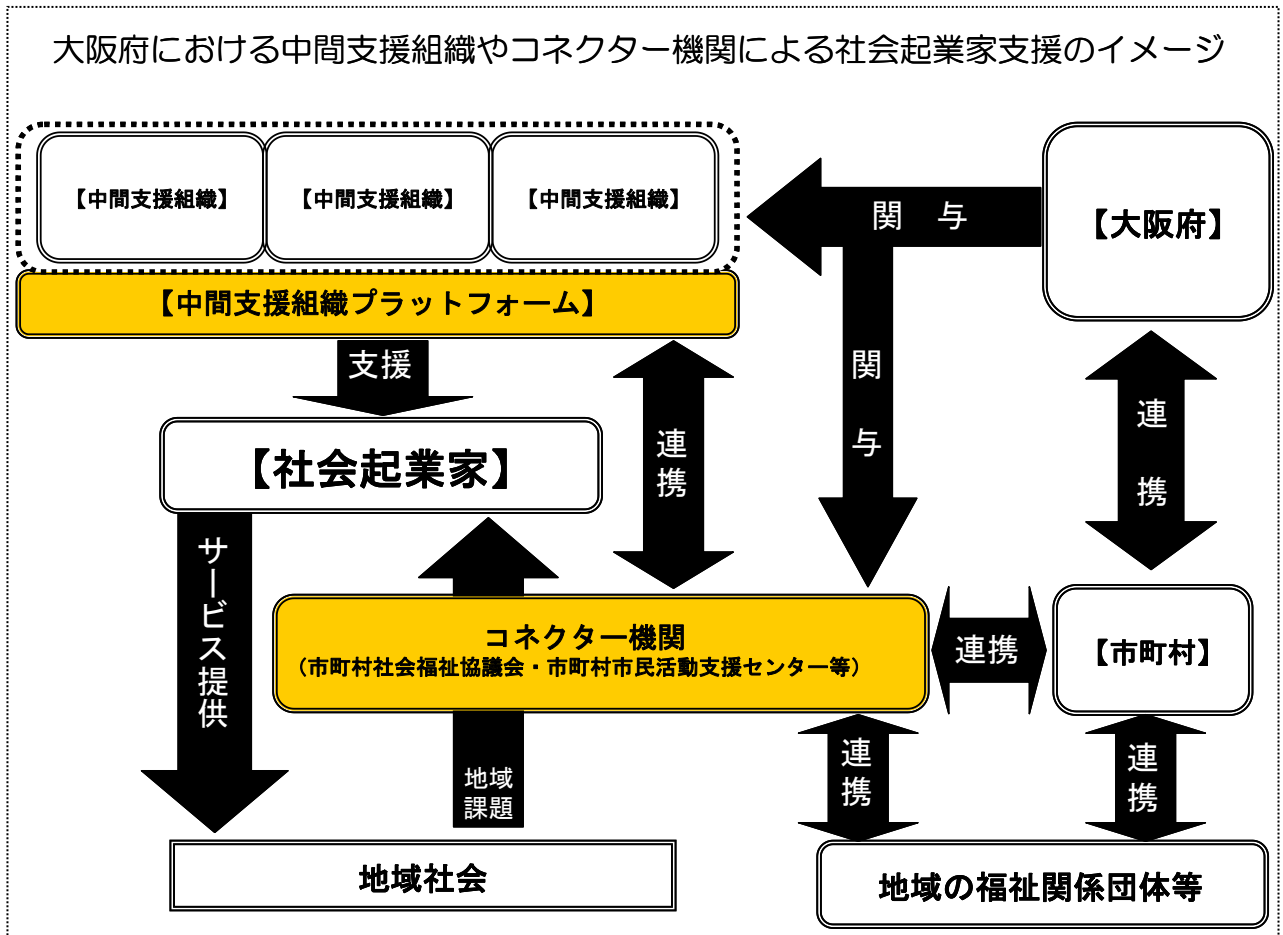 大阪府における中間支援組織やコネクター機関による社会起業家支援のイメージ
【中間支援組織】
【中間支援組織】
【中間支援組織】
関　与
【大阪府】
【中間支援組織プラットフォーム】
支援
関　与
連　携
連携
【社会起業家】
サービス提供
コネクター機関
（市町村社会福祉協議会・市町村市民活動支援センター等）
連携
【市町村】
地域
課題
連携
連携
地域社会
地域の福祉関係団体等